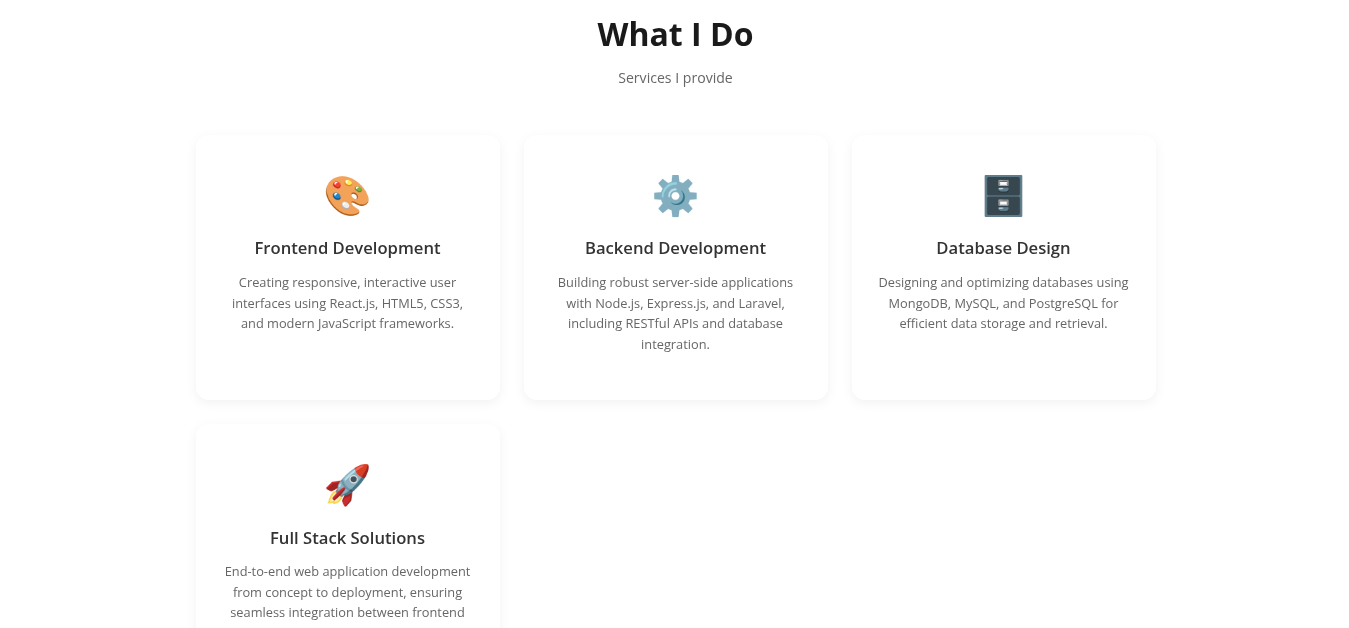 What I Do
Services I provide
Frontend Development
Creating responsive, interactive user
interfaces using React.js, HTML5, CSS3,
and modern JavaScript frameworks.
Backend Development
Building robust server-side applications
with Node.js, Express.js, and Laravel,
including RESTful APIs and database
integration.
Database Design
Designing and optimizing databases using
MongoDB, MySQL, and PostgreSQL for
efficient data storage and retrieval.
Full Stack Solutions
End-to-end web application development
from concept to deployment, ensuring
seamless integration between frontend